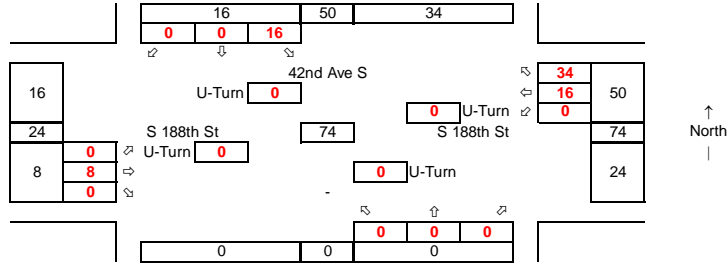 16 50 34
0 0 16
⬃ ⇩ ⬂
42nd Ave S
⬁ 34
16 U-Turn 0 ⇦ 16 50
0 U-Turn ⬃ 0
↑
24 S 188th St 74 S 188th St 74 North
|
0 ⬀ U-Turn 0
8 8 ⇨ 0 U-Turn 24
0 ⬂ -
⬁ ⇧ ⬀
0 0 0
0 0 0